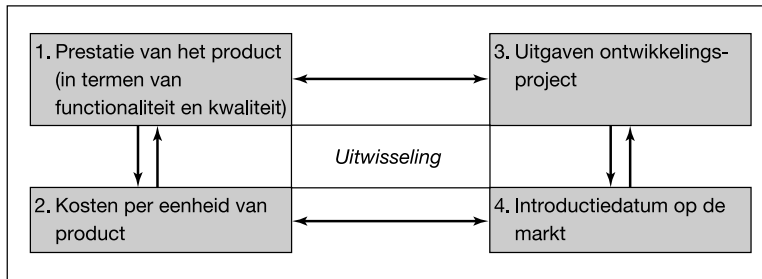 1. Prestatie van het product
(in termen van
functionaliteit en kwaliteit)
3. Uitgaven ontwikkelings-
project
Uitwisseling
2. Kosten per eenheid van
product
4. Introductiedatum op de
markt